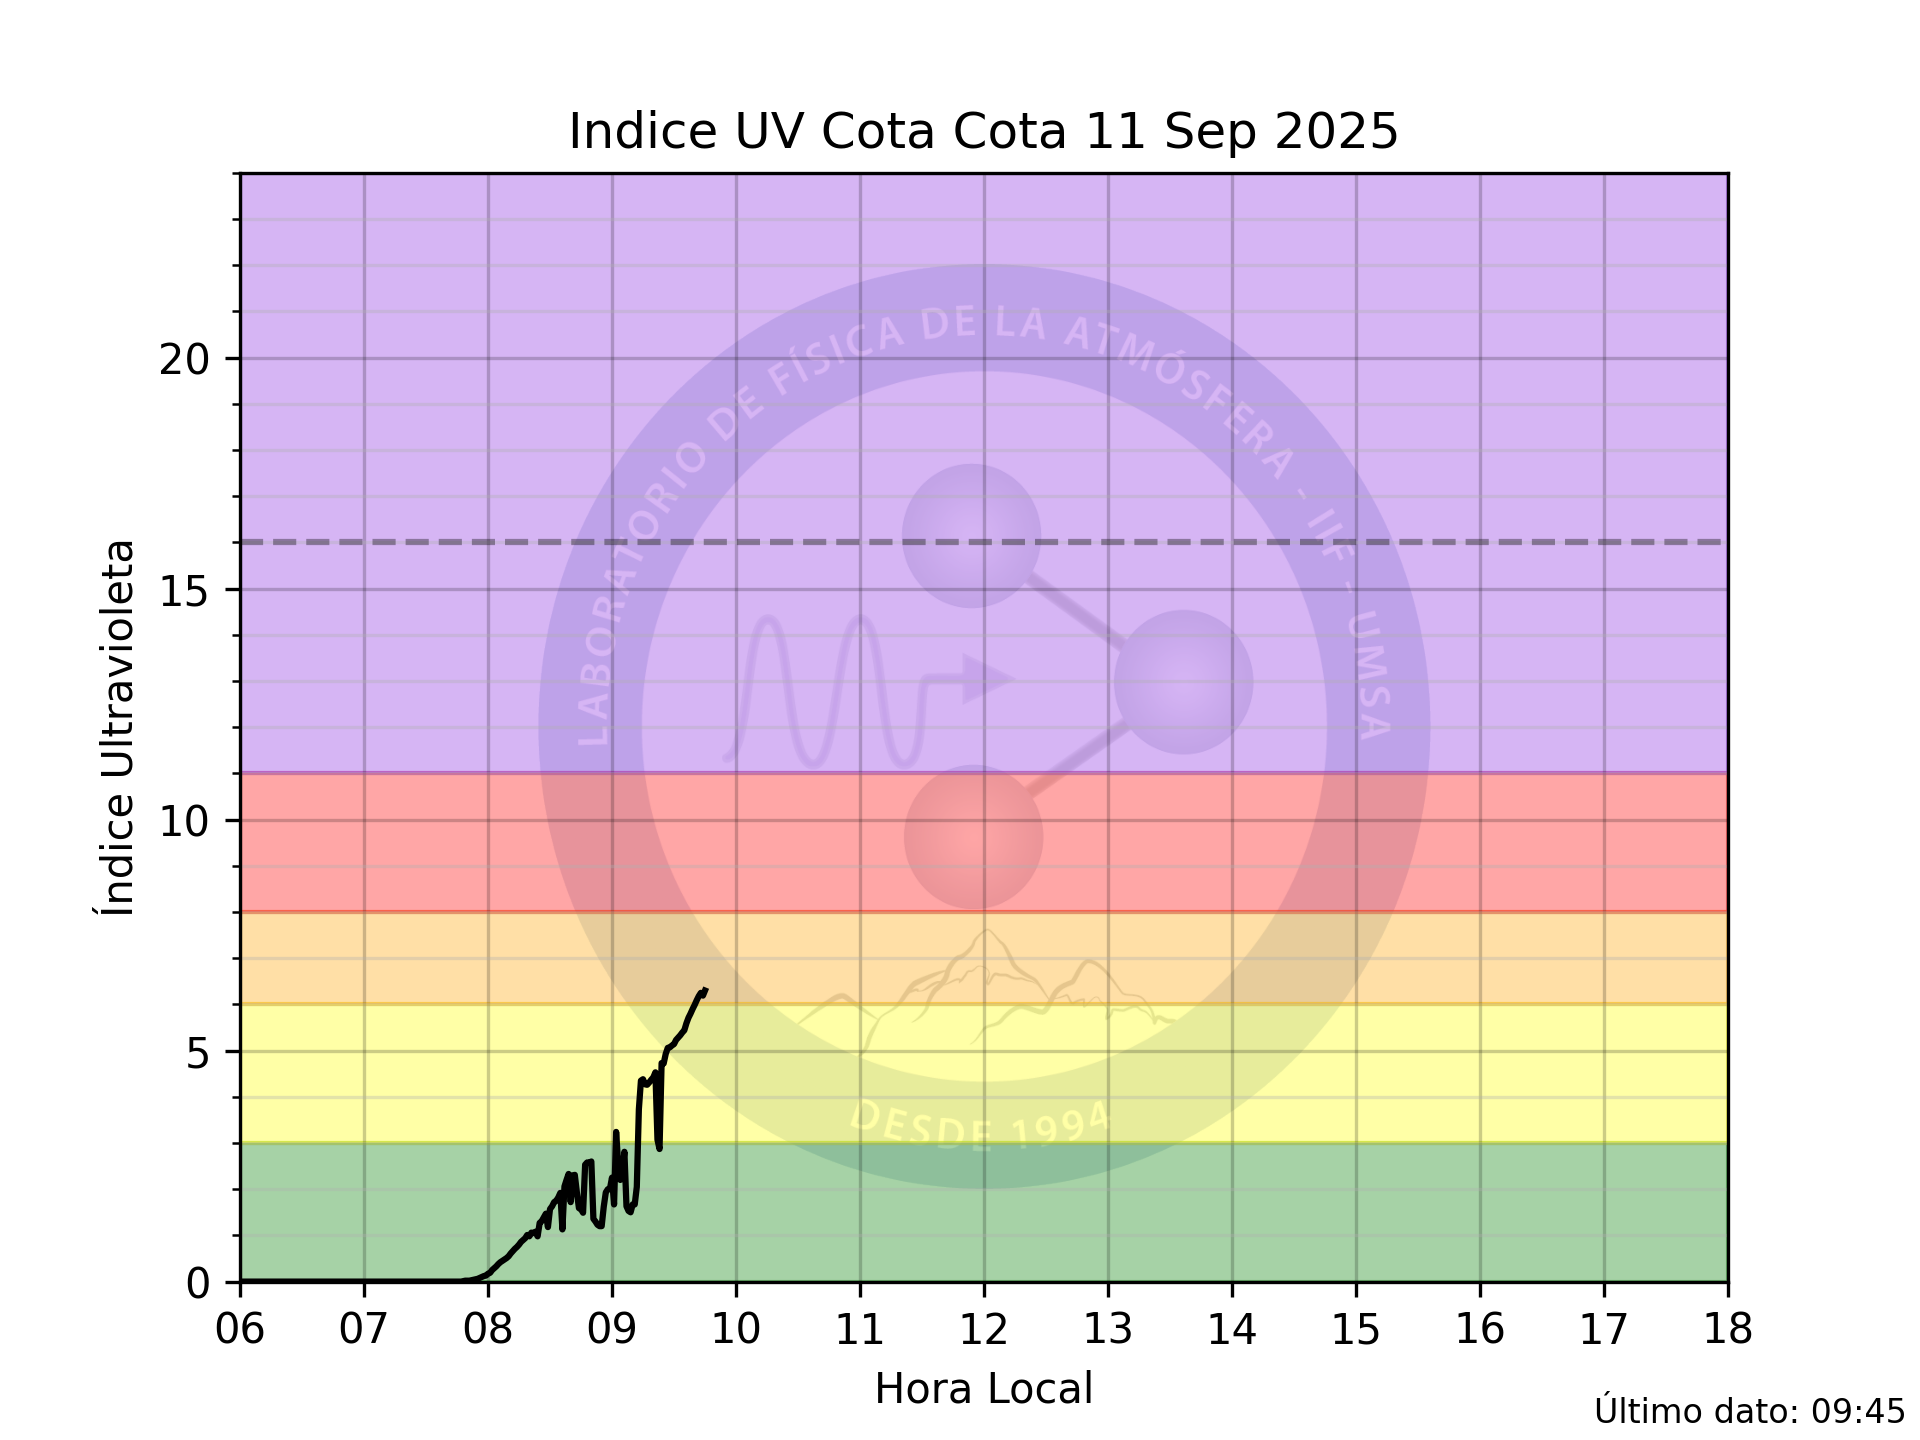 Indice UV Cota Cota 11 Sep 2025
LABORATORIO DE FÍSICA DE LA ATMÓSFERA - IIF - UMSA
DESDE 1994
Índice Ultravioleta
20
15
10
5
0
06 07 08 09 10 11 12 13 14 15 16 17 18
Hora Local
Último dato: 09:45